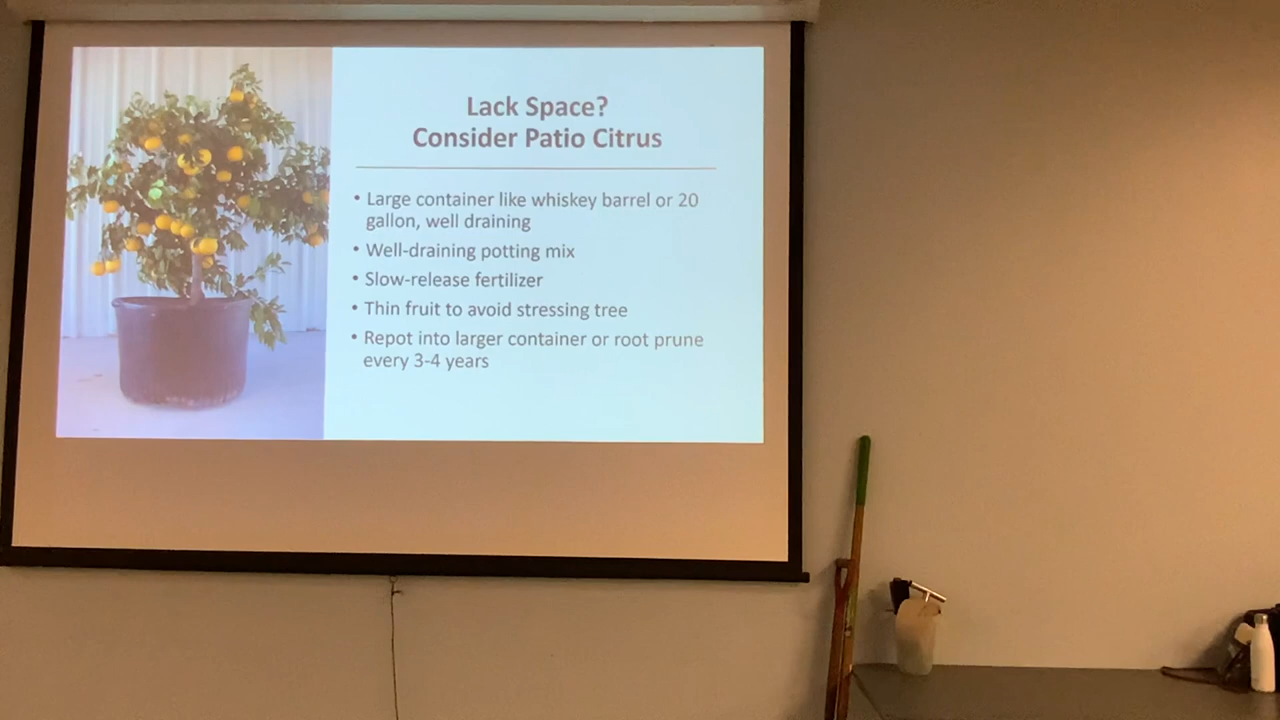 Lack Space?
Consider Patio Citrus
• Large container like whiskey barrel or 20
gallon, well draining
• Well-draining potting mix
• Slow-release fertilizer
• Thin fruit to avoid stressing tree
• Repot into larger container or root prune
every 3-4 years